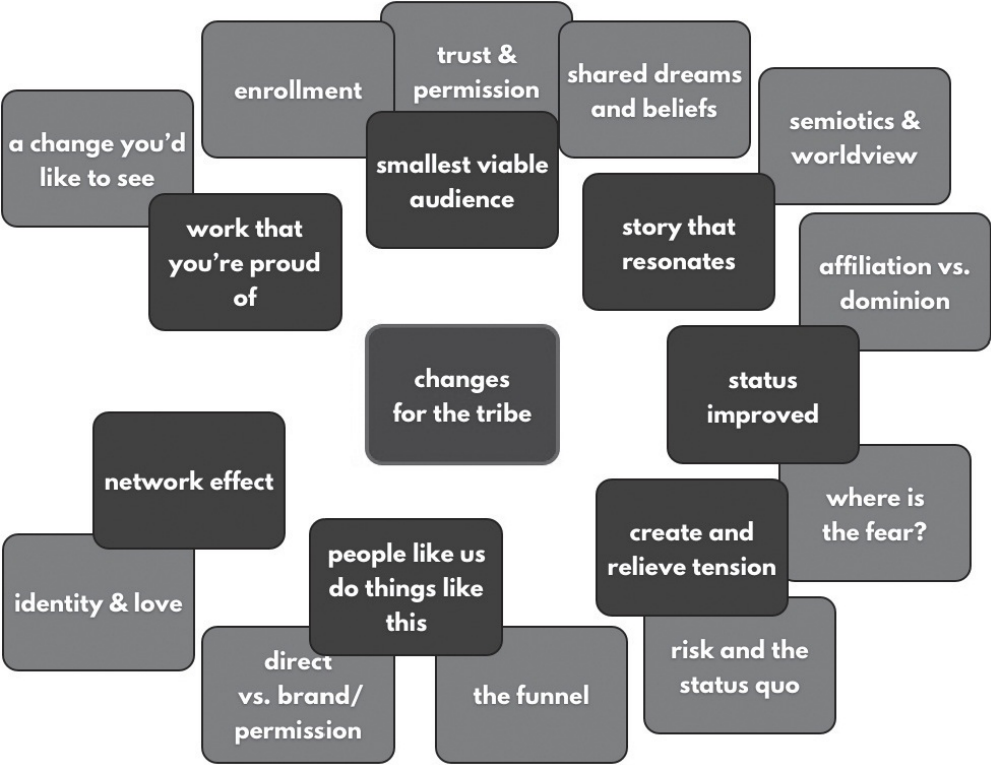 enrollment
trust &
permission
shared dreams
and beliefs
semiotics &
worldview
a change you’d
like to see
smallest viable
audience
work that
you’re proud
of
story that
resonates
affiliation vs.
dominion
changes
for the tribe
status
improved
network effect
where is
the fear?
people like us
do things like
this
create and
relieve tension
identity & love
direct
vs. brand/
permission
the funnel
risk and the
status quo